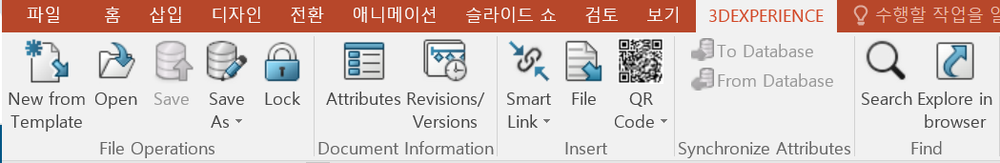 파일 홈 삽입 디자인 전환 애니메이션 슬라이드 쇼 검토 보기 3DEXPERIENCE 수행할 작업을
New from Template
Open
Save
Save As
Lock
File Operations
Attributes
Revisions/ Versions
Document Information
Smart Link
File
QR Code
Insert
To Database
From Database
Synchronize Attributes
Search
Explore in browser
Find